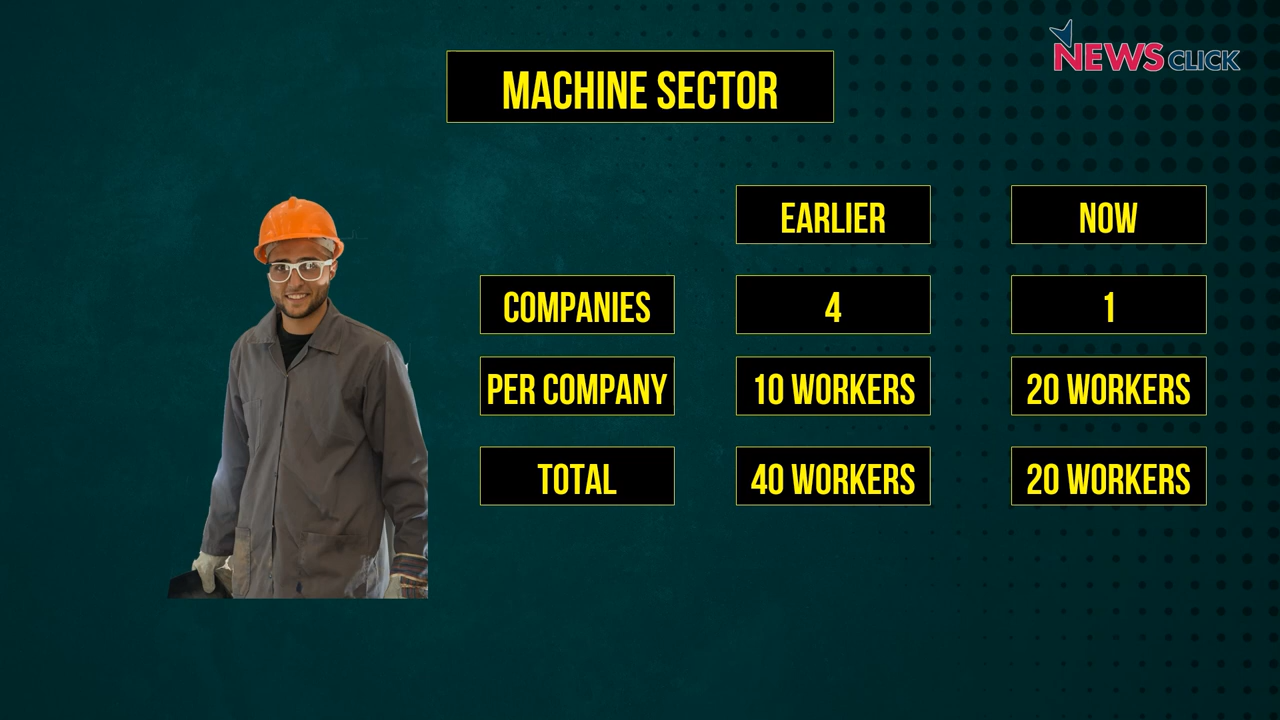 NEWSCLICK
MACHINE SECTOR
EARLIER NOW
COMPANIES 4 1
PER COMPANY 10 WORKERS 20 WORKERS
TOTAL 40 WORKERS 20 WORKERS